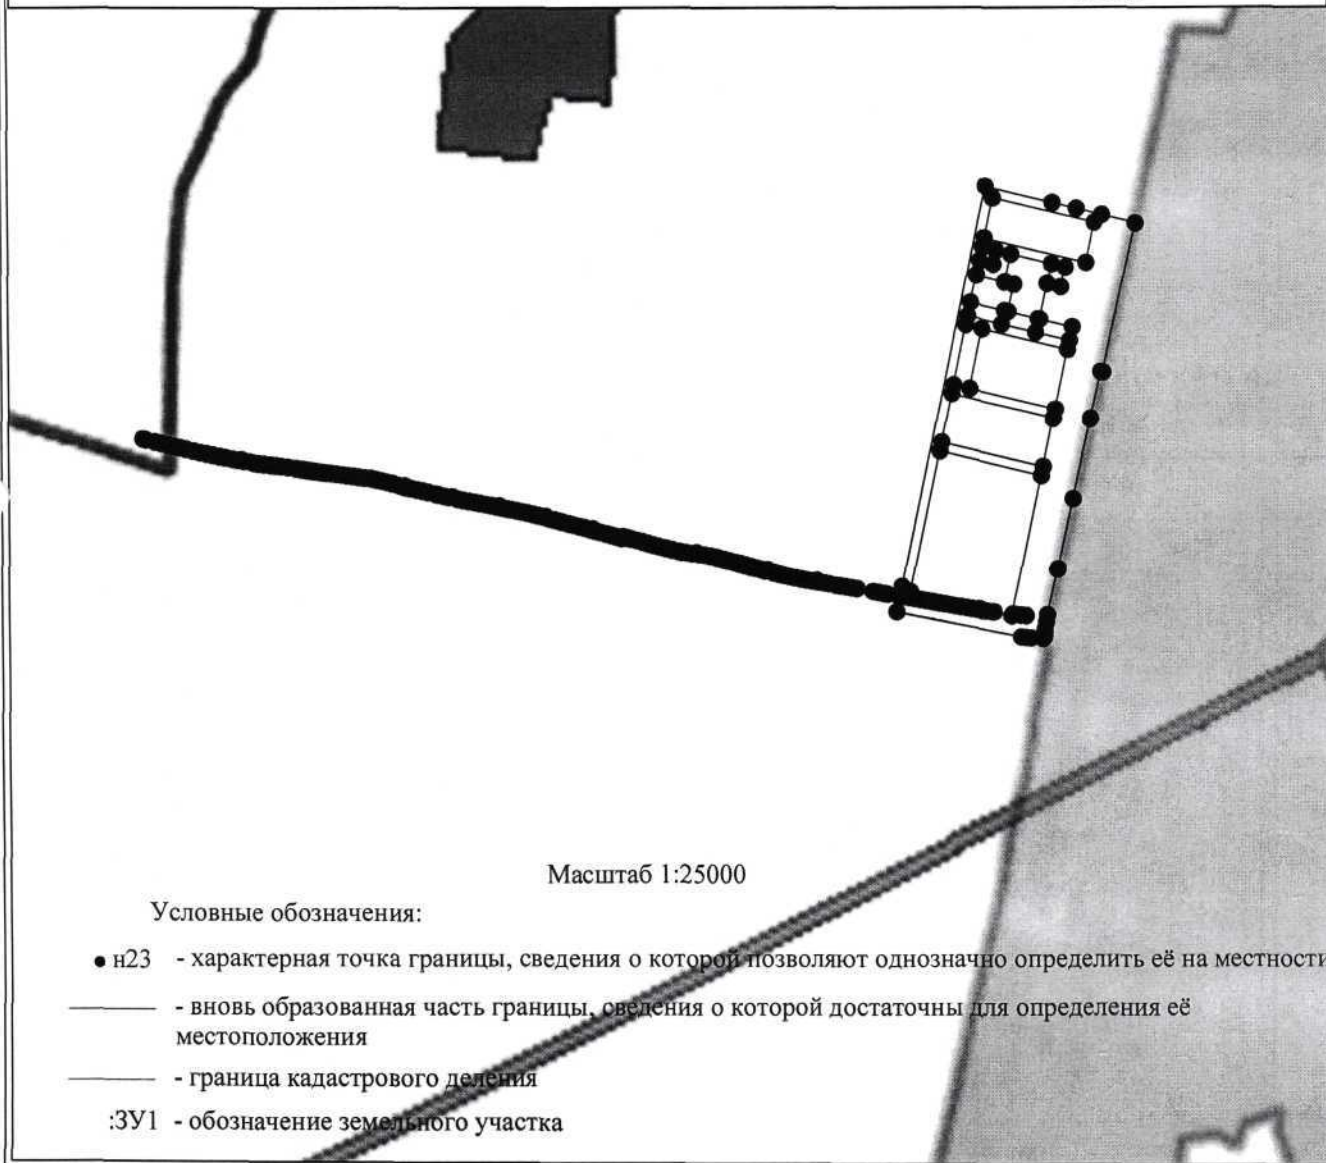 Масштаб 1:25000
Условные обозначения:
н23 - характерная точка границы, сведения о которой позволяют однозначно определить её на местности
- вновь образованная часть границы, сведения о которой достаточны для определения её
местоположения
- граница кадастрового деления
:ЗУ1 - обозначение земельного участка